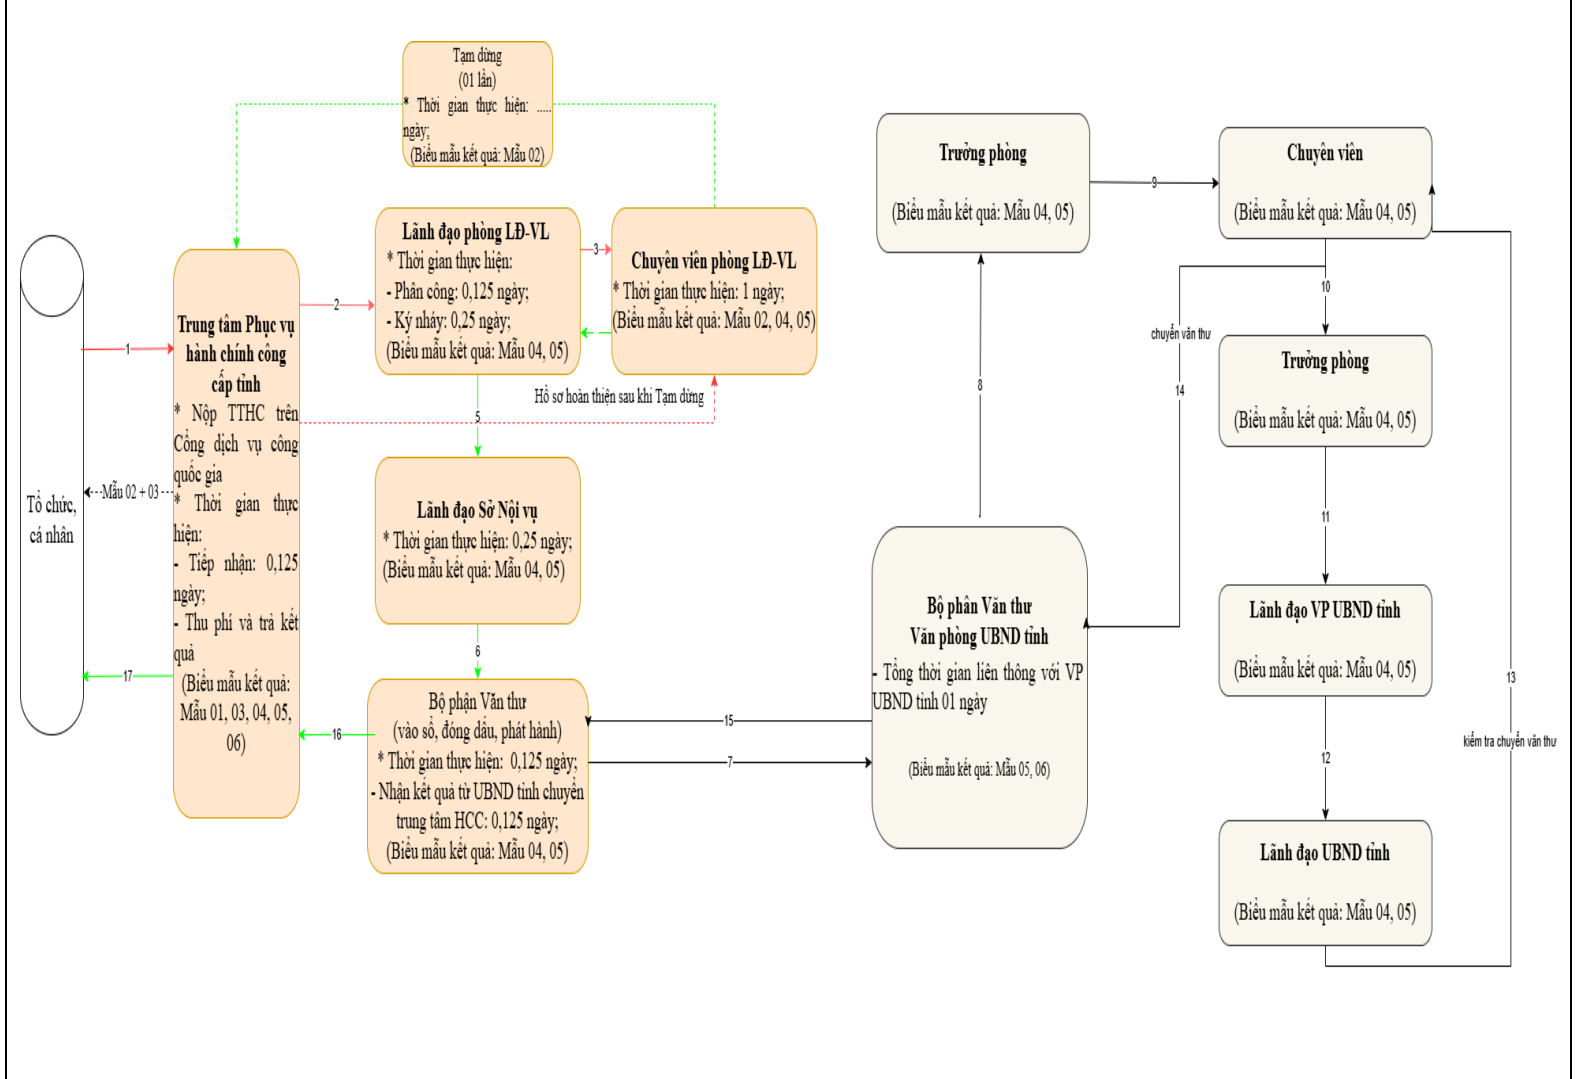 Tạm dừng
(01 lần)
* Thời gian thực hiện: .....
ngày;
(Biểu mẫu kết quả: Mẫu 02)
Lãnh đạo phòng LĐ-VL
* Thời gian thực hiện:
- Phân công: 0,125 ngày;
- Ký nháy: 0,25 ngày;
(Biểu mẫu kết quả: Mẫu 04, 05)
3
Chuyên viên phòng LĐ-VL
* Thời gian thực hiện: 1 ngày;
(Biểu mẫu kết quả: Mẫu 02, 04, 05)
Trưởng phòng
(Biểu mẫu kết quả: Mẫu 04, 05)
9
Chuyên viên
(Biểu mẫu kết quả: Mẫu 04, 05)
Tổ chức,
cá nhân
1
Mẫu 02 + 03
17
Trung tâm Phục vụ
hành chính công
cấp tỉnh
* Nộp TTHC trên
Cổng dịch vụ công
quốc gia
* Thời gian thực
hiện:
- Tiếp nhận: 0,125
ngày;
- Thu phí và trả kết
quả
(Biểu mẫu kết quả:
Mẫu 01, 03, 04, 05,
06)
2
Hồ sơ hoàn thiện sau khi Tạm dừng
5
Lãnh đạo Sở Nội vụ
* Thời gian thực hiện: 0,25 ngày;
(Biểu mẫu kết quả: Mẫu 04, 05)
6
16
Bộ phận Văn thư
(vào sổ, đóng dấu, phát hành)
* Thời gian thực hiện: 0,125 ngày;
- Nhận kết quả từ UBND tỉnh chuyển
trung tâm HCC: 0,125 ngày;
(Biểu mẫu kết quả: Mẫu 04, 05)
15
7
8
Bộ phân Văn thư
Văn phòng UBND tỉnh
- Tổng thời gian liên thông với VP
UBND tỉnh 01 ngày
(Biểu mẫu kết quả: Mẫu 05, 06)
chuyển văn thư
14
10
Trưởng phòng
(Biểu mẫu kết quả: Mẫu 04, 05)
11
Lãnh đạo VP UBND tỉnh
(Biểu mẫu kết quả: Mẫu 04, 05)
12
Lãnh đạo UBND tỉnh
(Biểu mẫu kết quả: Mẫu 04, 05)
13
kiểm tra chuyển văn thư